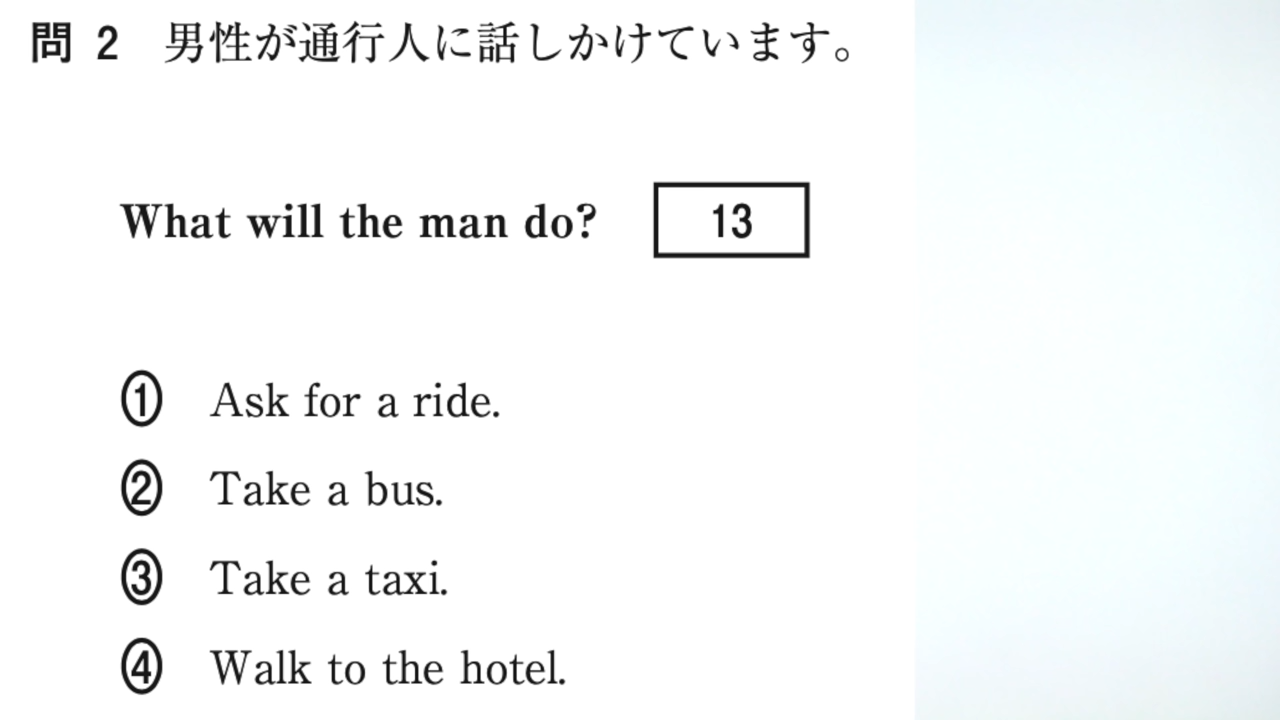 問 2 男性が通行人に話しかけています。
What will the man do? 13
① Ask for a ride.
② Take a bus.
③ Take a taxi.
④ Walk to the hotel.